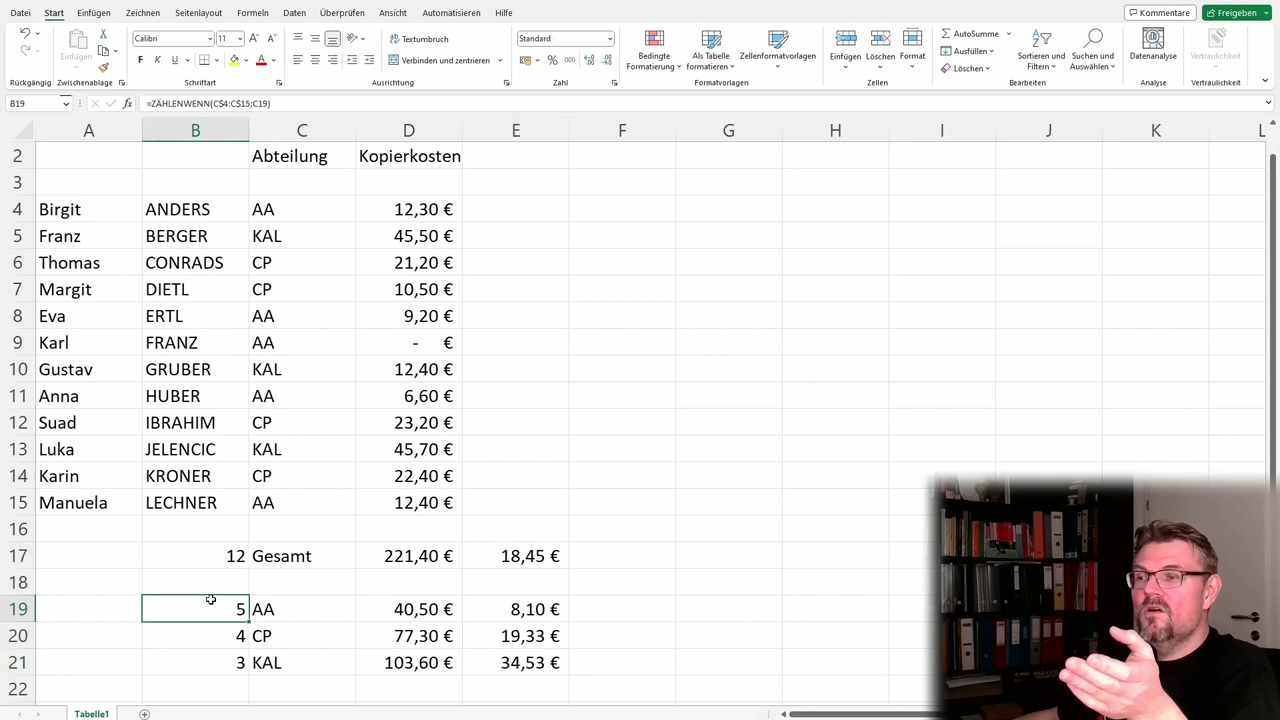 Datei Start Einfügen Zeichnen Seitenlayout Formeln Daten Überprüfen Ansicht Automatisieren Hilfe Kommentare Freigeben
Einfügen Calibri 11 Textumbruch Standard Bedingte Formatierung Als Tabelle formatieren Zellenformatvorlagen Einfügen Löschen Format AutoSumme Sortieren und Filtern Suchen und Auswählen Datenanalyse Vertraulichkeit
F K U Verbinden und zentrieren % 000 Ausfüllen
Löschen
Rückgängig Zwischenablage Schriftart Ausrichtung Zahl Formatvorlagen Zellen Bearbeiten Analyse Vertraulichkeit
B19 fx =ZÄHLENWENN(C$4:C$15;C19)
A B C D E F G H I J K L
2 Abteilung Kopierkosten
3
4 Birgit ANDERS AA 12,30 €
5 Franz BERGER KAL 45,50 €
6 Thomas CONRADS CP 21,20 €
7 Margit DIETL CP 10,50 €
8 Eva ERTL AA 9,20 €
9 Karl FRANZ AA - €
10 Gustav GRUBER KAL 12,40 €
11 Anna HUBER AA 6,60 €
12 Suad IBRAHIM CP 23,20 €
13 Luka JELENCIC KAL 45,70 €
14 Karin KRONER CP 22,40 €
15 Manuela LECHNER AA 12,40 €
16
17 12 Gesamt 221,40 € 18,45 €
18
19 5 AA 40,50 € 8,10 €
20 4 CP 77,30 € 19,33 €
21 3 KAL 103,60 € 34,53 €
22
Tabelle1